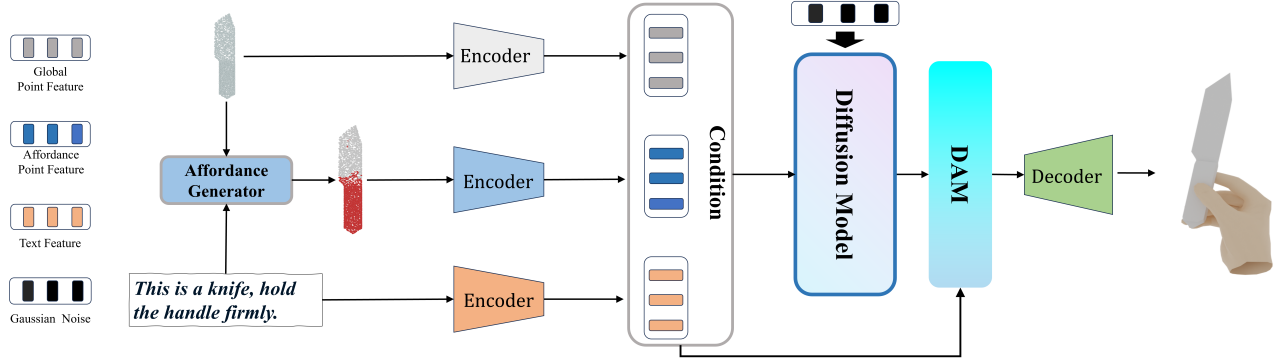 Global
Point Feature
Affordance
Point Feature
Text Feature
Gaussian Noise
Affordance
Generator
This is a knife, hold
the handle firmly.
Encoder
Encoder
Encoder
Condition
Diffusion Model
DAM
Decoder